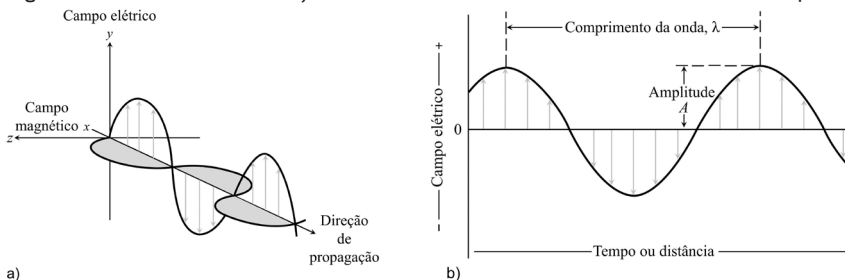 Campo elétrico
y
Campo
magnético x
z
Direção
de
propagação
a)
Comprimento da onda, λ
+
Campo elétrico
–
0
Amplitude
A
Tempo ou distância
b)